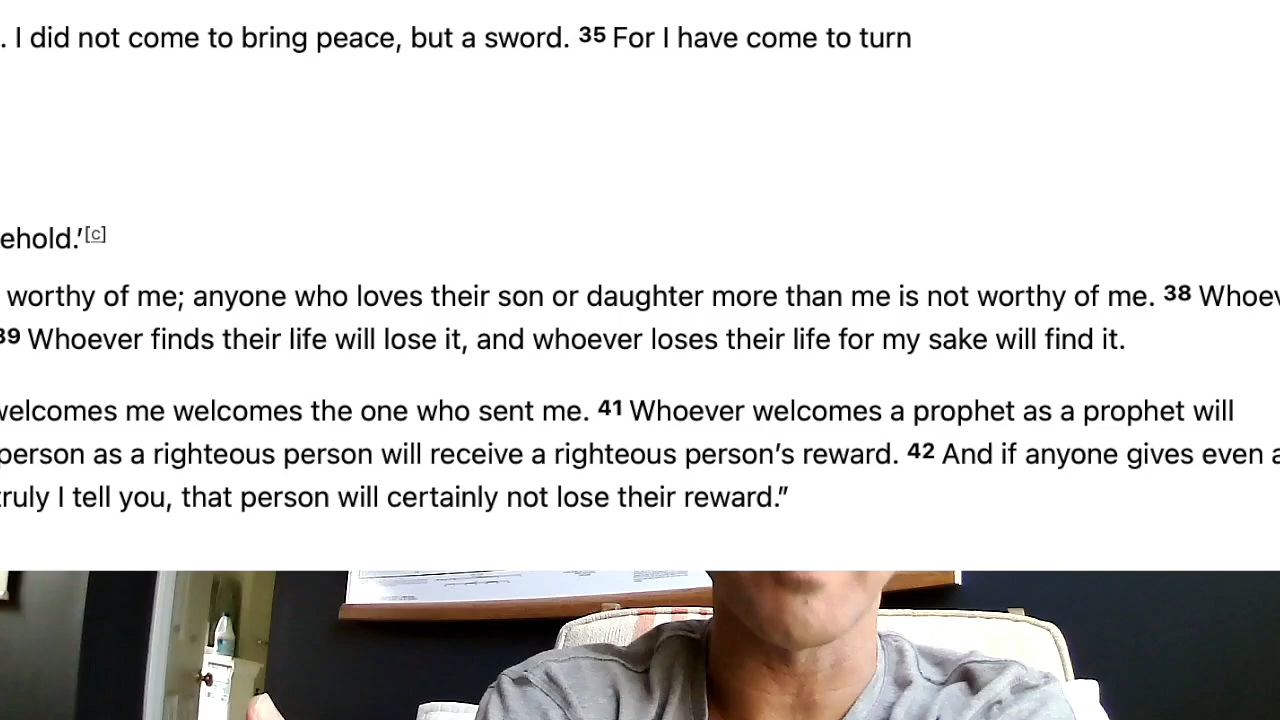 . I did not come to bring peace, but a sword. 35 For I have come to turn
ehold.’[c]
worthy of me; anyone who loves their son or daughter more than me is not worthy of me. 38 Whoev
39 Whoever finds their life will lose it, and whoever loses their life for my sake will find it.
welcomes me welcomes the one who sent me. 41 Whoever welcomes a prophet as a prophet will
person as a righteous person will receive a righteous person’s reward. 42 And if anyone gives even a
truly I tell you, that person will certainly not lose their reward.”